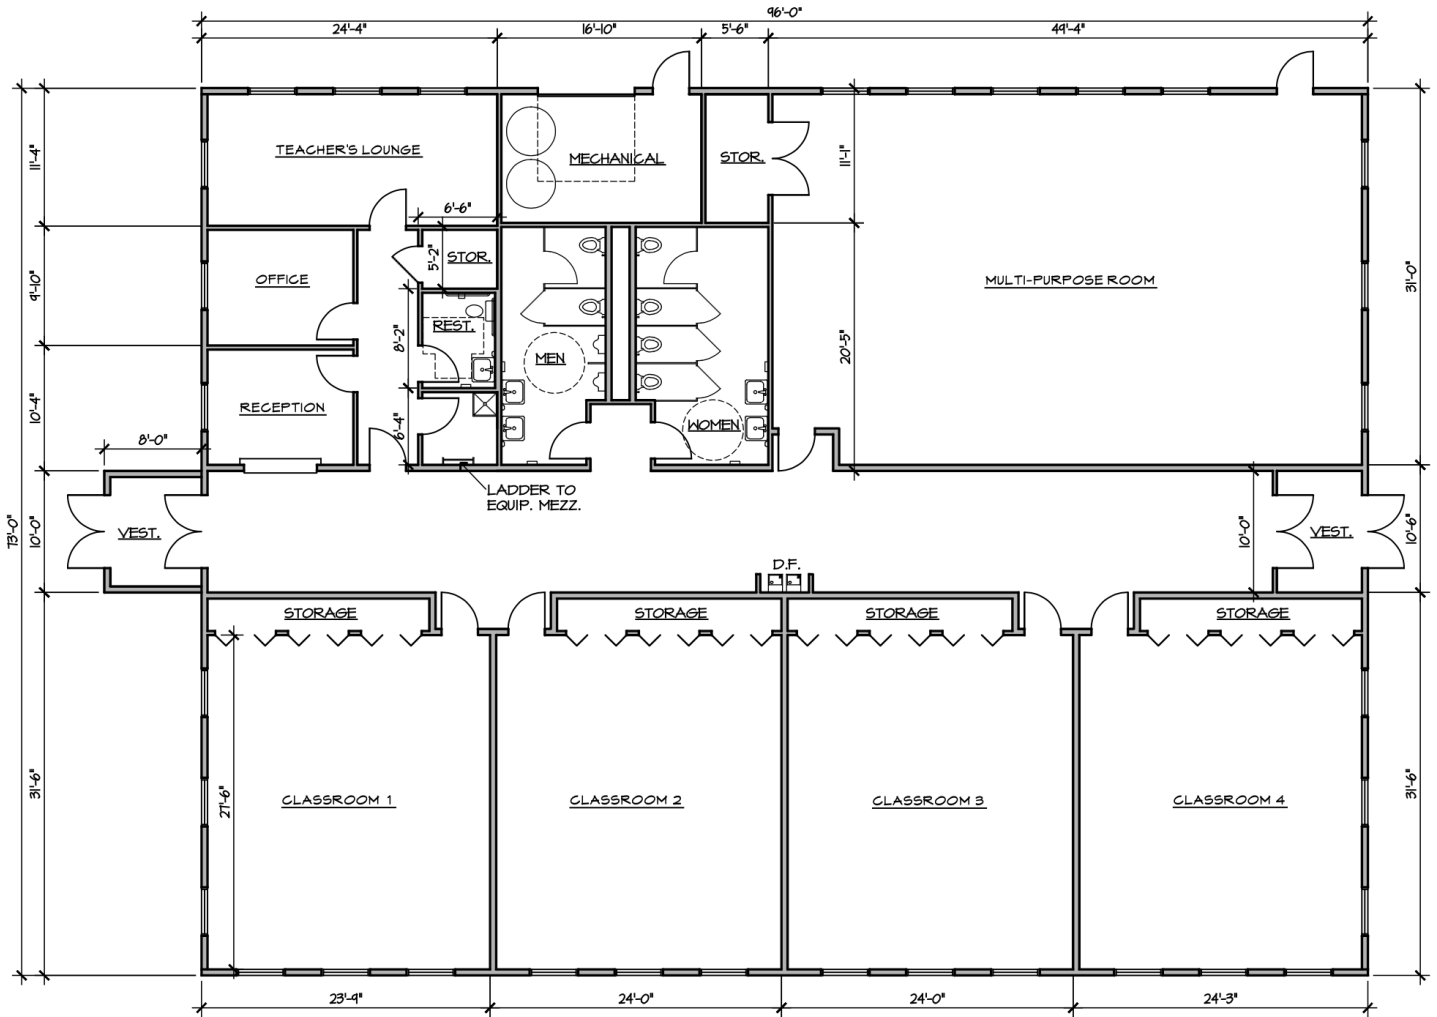 96'-0"
24'-4" 16'-10" 5'-6" 49'-4"
TEACHER'S LOUNGE
MECHANICAL
STOR.
11'-4"
11'-1"
6'-6"
5'-2"
STOR.
OFFICE
MULTI-PURPOSE ROOM
9'-10"
31'-0"
REST.
8'-2"
MEN
20'-5"
RECEPTION
10'-4"
6'-4"
WOMEN
8'-0"
LADDER TO
EQUIP. MEZZ.
VEST.
VEST.
73'-0"
10'-0"
10'-0"
10'-6"
D.F.
STORAGE STORAGE STORAGE STORAGE
31'-6"
27'-6"
31'-6"
CLASSROOM 1 CLASSROOM 2 CLASSROOM 3 CLASSROOM 4
23'-9" 24'-0" 24'-0" 24'-3"